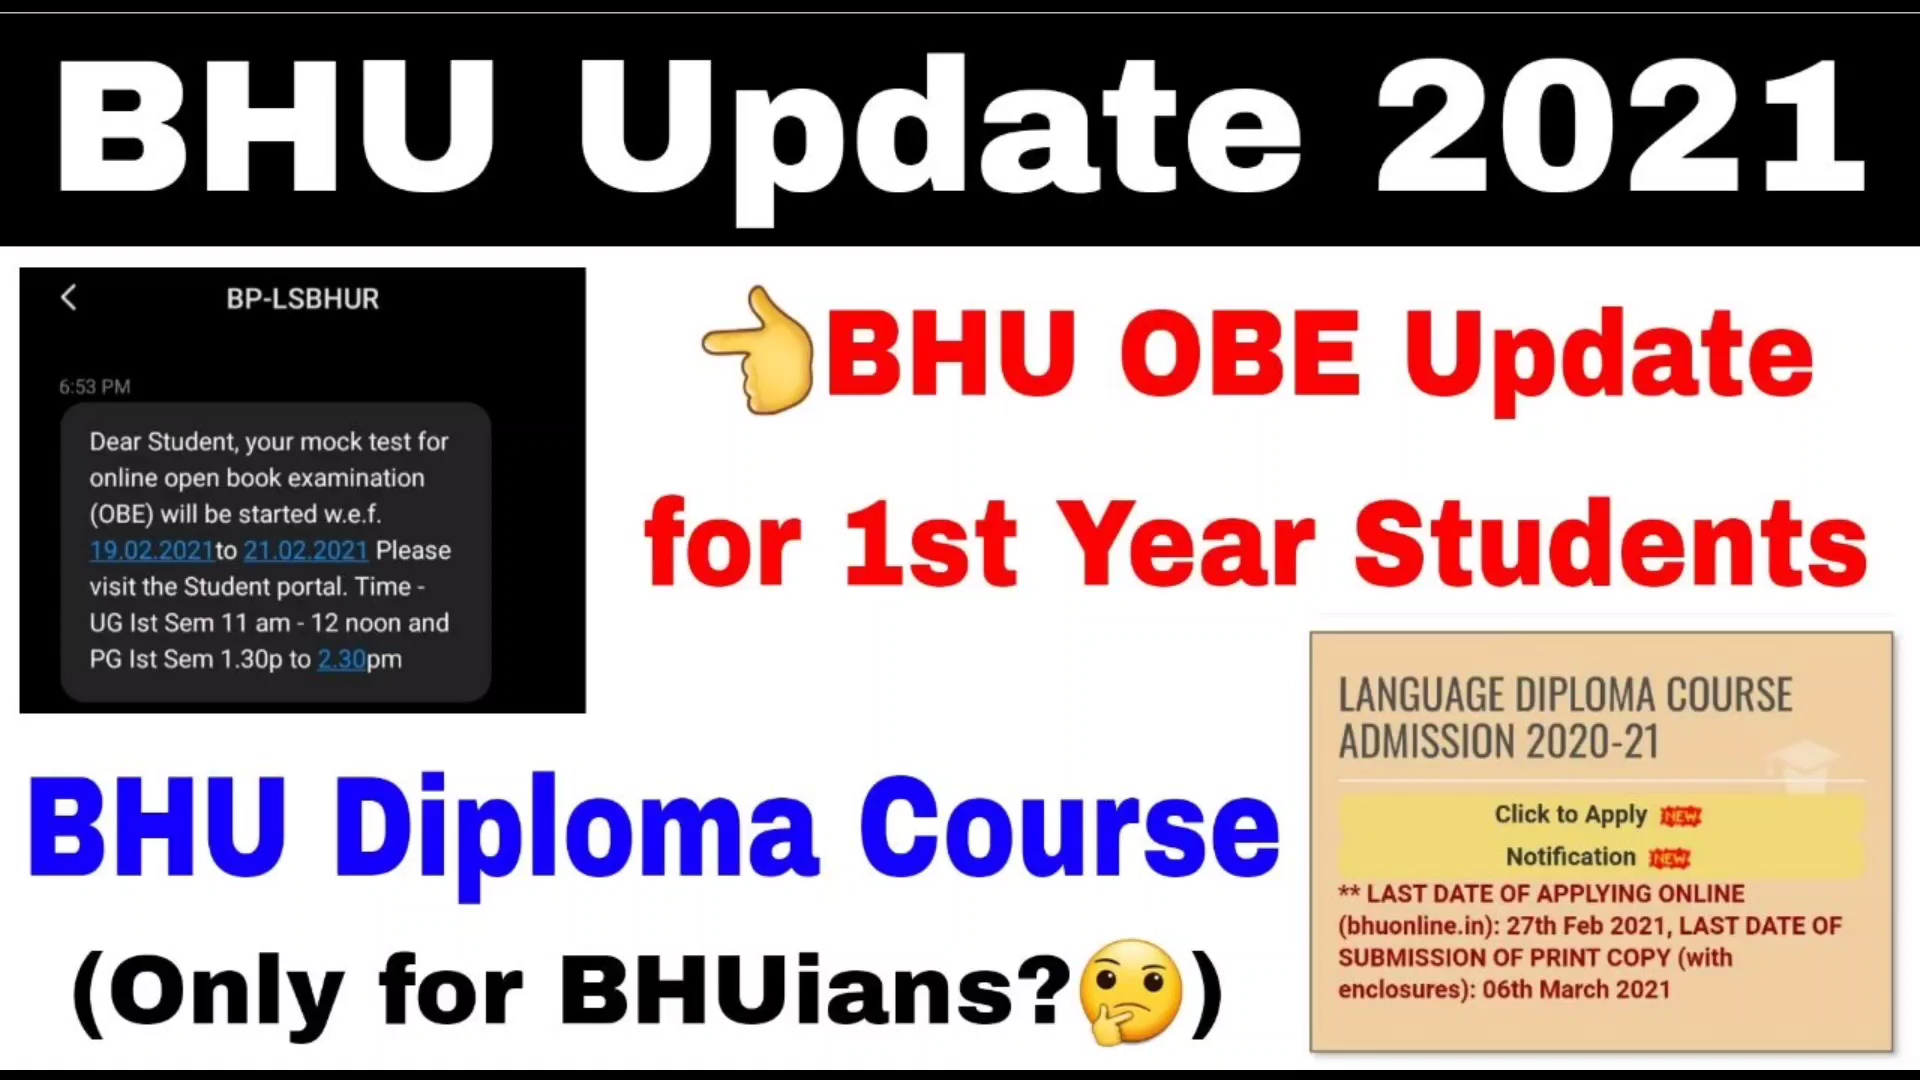 BHU Update 2021
BP-LSBHUR
6:53 PM
Dear Student, your mock test for
online open book examination
(OBE) will be started w.e.f.
19.02.2021to 21.02.2021 Please
visit the Student portal. Time -
UG Ist Sem 11 am - 12 noon and
PG Ist Sem 1.30p to 2.30pm
BHU OBE Update
for 1st Year Students
BHU Diploma Course
(Only for BHUians?🤔)
LANGUAGE DIPLOMA COURSE
ADMISSION 2020-21
Click to Apply NEW
Notification NEW
** LAST DATE OF APPLYING ONLINE
(bhuonline.in): 27th Feb 2021, LAST DATE OF
SUBMISSION OF PRINT COPY (with
enclosures): 06th March 2021